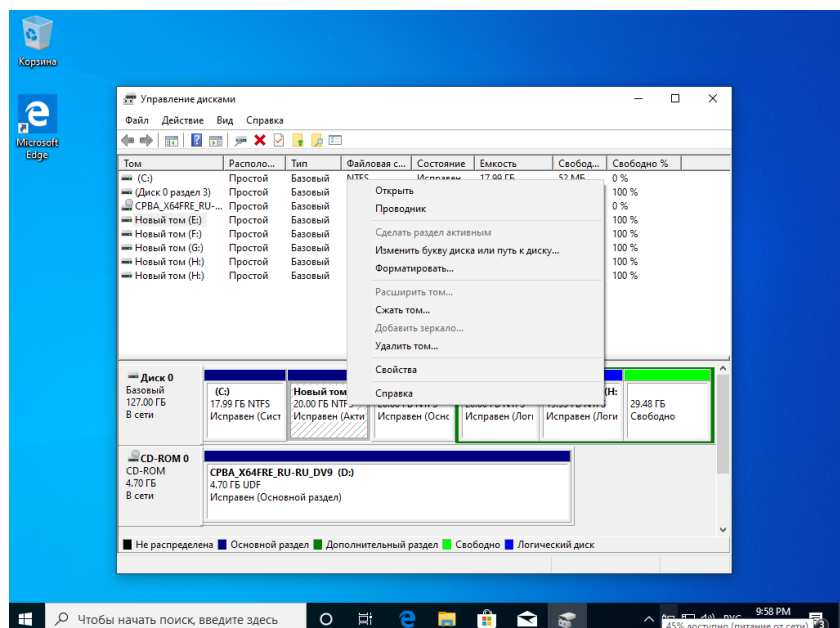 Корзина
Microsoft
Edge
Управление дисками
Файл Действие Вид Справка
Том Располо... Тип Файловая с... Состояние Емкость Свобод... Свободно %
(C:) Простой Базовый NTFS Исправен 17.99 ГБ 52 МБ 0 %
(Диск 0 раздел 3) Простой Базовый 100 %
CPBA_X64FRE_RU-... Простой Базовый 0 %
Новый том (E:) Простой Базовый 100 %
Новый том (F:) Простой Базовый 100 %
Новый том (G:) Простой Базовый 100 %
Новый том (H:) Простой Базовый 100 %
Новый том (H:) Простой Базовый 100 %
Открыть
Проводник
Сделать раздел активным
Изменить букву диска или путь к диску...
Форматировать...
Расширить том...
Сжать том...
Добавить зеркало...
Удалить том...
Свойства
Справка
Диск 0
Базовый
127.00 ГБ
В сети
(C:)
17.99 ГБ NTFS
Исправен (Сист
Новый том
20.00 ГБ NTFS
Исправен (Акти
Исправен (Осно
Исправен (Логи
(H:
Исправен (Логи
29.48 ГБ
Свободно
CD-ROM 0
CD-ROM
4.70 ГБ
В сети
CPBA_X64FRE_RU-RU_DV9 (D:)
4.70 ГБ UDF
Исправен (Основной раздел)
Не распределена Основной раздел Дополнительный раздел Свободно Логический диск
Чтобы начать поиск, введите здесь
РУС
9:58 PM
45% доступно (питание от сети)
3